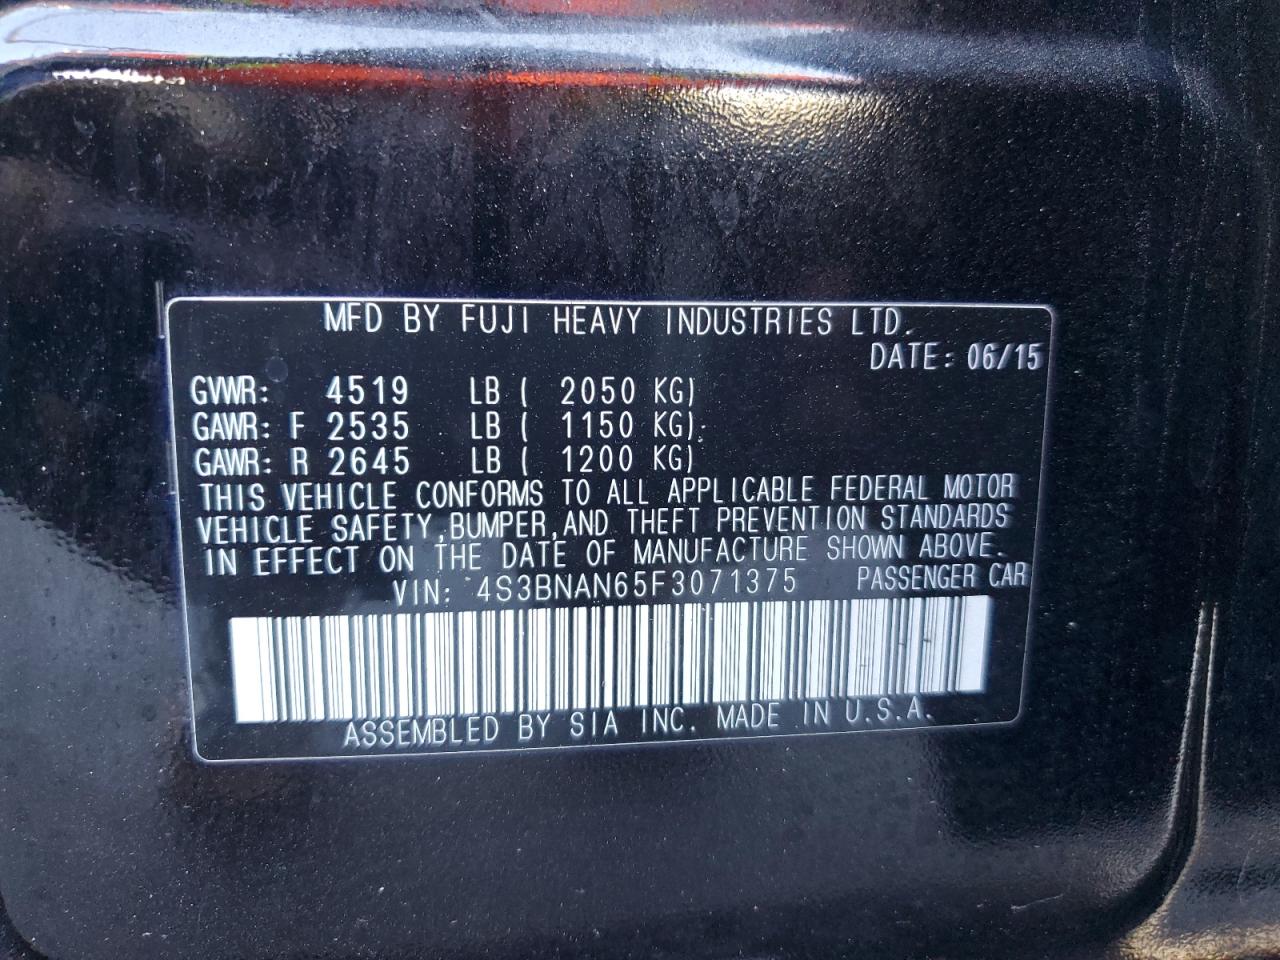 MFD BY FUJI HEAVY INDUSTRIES LTD.
DATE: 06/15
GVWR: 4519 LB ( 2050 KG)
GAWR: F 2535 LB ( 1150 KG)
GAWR: R 2645 LB ( 1200 KG)
THIS VEHICLE CONFORMS TO ALL APPLICABLE FEDERAL MOTOR
VEHICLE SAFETY,BUMPER,AND THEFT PREVENTION STANDARDS
IN EFFECT ON THE DATE OF MANUFACTURE SHOWN ABOVE.
VIN: 4S3BNAN65F3071375 PASSENGER CAR
ASSEMBLED BY SIA INC. MADE IN U.S.A.